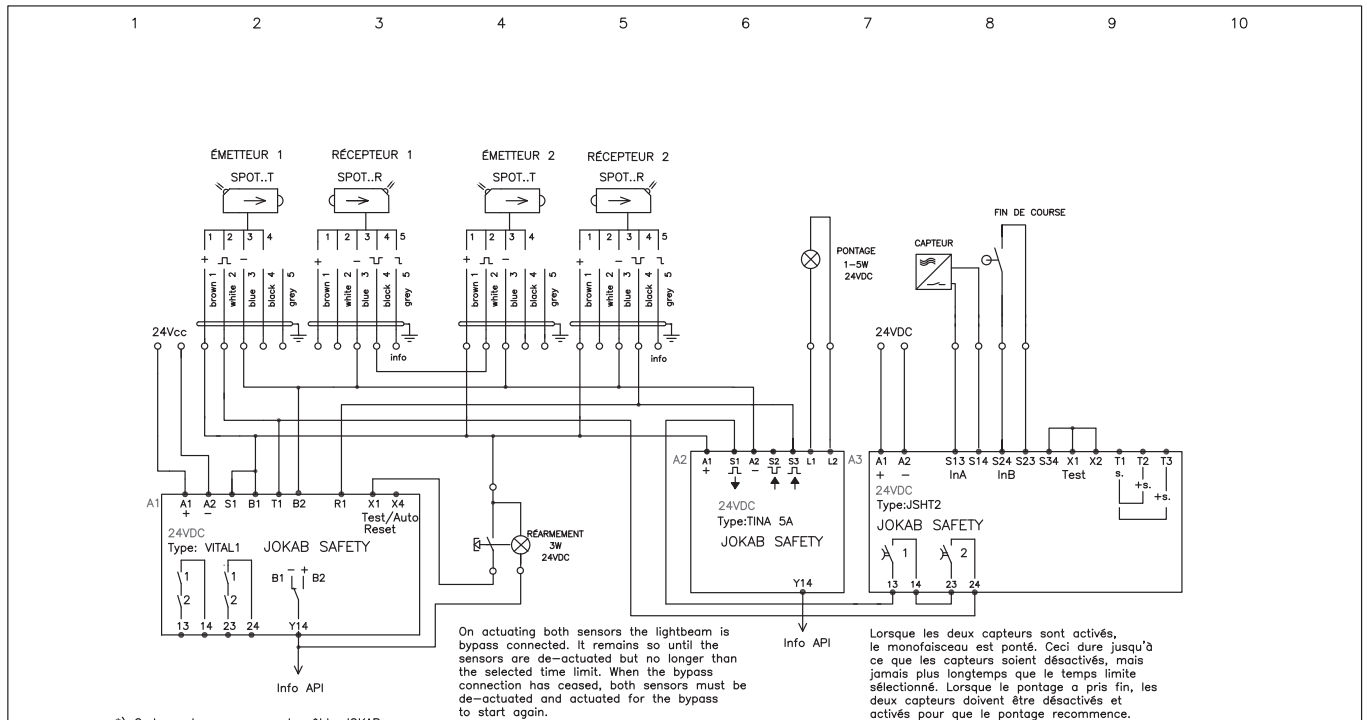 1 2 3 4 5 6 7 8 9 10
ÉMETTEUR 1 RÉCEPTEUR 1 ÉMETTEUR 2 RÉCEPTEUR 2
SPOT..T SPOT..R SPOT..T SPOT..R
FIN DE COURSE
1 2 3 4 1 2 3 4 5 1 2 3 4 1 2 3 4 5
CAPTEUR
PONTAGE
1-5W
24VDC
+ − + − + − + −
brown 1 white 2 blue 3 black 4 grey 5
brown 1 white 2 blue 3 black 4 grey 5
brown 1 white 2 blue 3 black 4 grey 5
brown 1 white 2 blue 3 black 4 grey 5
24Vcc
24VDC
info
info
A1
A1 A2 S1 B1 T1 B2 R1 X1 X4
+ −
Test/Auto
Reset
24VDC
Type: VITAL1 JOKAB SAFETY
B1 − + B2
1 1
2 2
13 14 23 24 Y14
Info API
RÉARMEMENT
3W
24VDC
A2
A1 S1 A2 S2 S3 L1 L2
+ −
24VDC
Type:TINA 5A
JOKAB SAFETY
Y14
Info API
A3
A1 A2 S13 S14 S24 S23 S34 X1 X2 T1 T2 T3
+ − InA InB Test s. +s. +s.
24VDC
Type:JSHT2
JOKAB SAFETY
1 2
13 14 23 24
On actuating both sensors the lightbeam is
bypass connected. It remains so until the
sensors are de-actuated but no longer than
the selected time limit. When the bypass
connection has ceased, both sensors must be
de-actuated and actuated for the bypass
to start again.
Lorsque les deux capteurs sont activés,
le monofaisceau est ponté. Ceci dure jusqu'à
ce que les capteurs soient désactivés, mais
jamais plus longtemps que le temps limite
sélectionné. Lorsque le pontage a pris fin, les
deux capteurs doivent être désactivés et
activés pour que le pontage recommence.